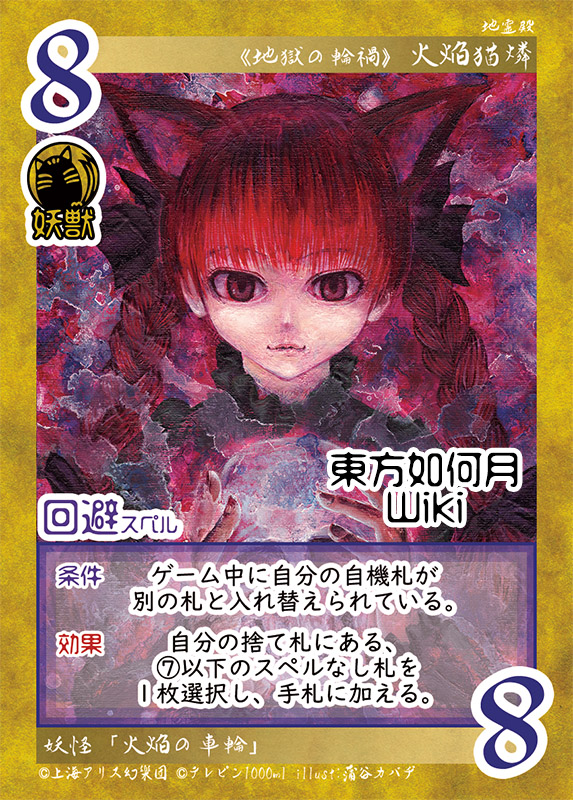 地霊殿
8
《地獄の輪禍》 火焔猫燐
妖獣
東方如何月
Wiki
回避スペル
条件 ゲーム中に自分の自機札が
別の札と入れ替えられている。
効果 自分の捨て札にある、
⑦以下のスペルなし札を
1枚選択し、手札に加える。
8
妖怪「火焔の車輪」
©上海アリス幻樂団 ©テレピン1000ml illust:蒲谷カバヂ